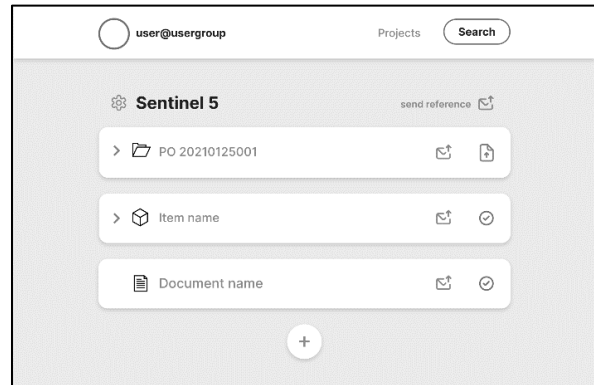 user@usergroup
Projects
Search
Sentinel 5
send reference
PO 20210125001
Item name
Document name